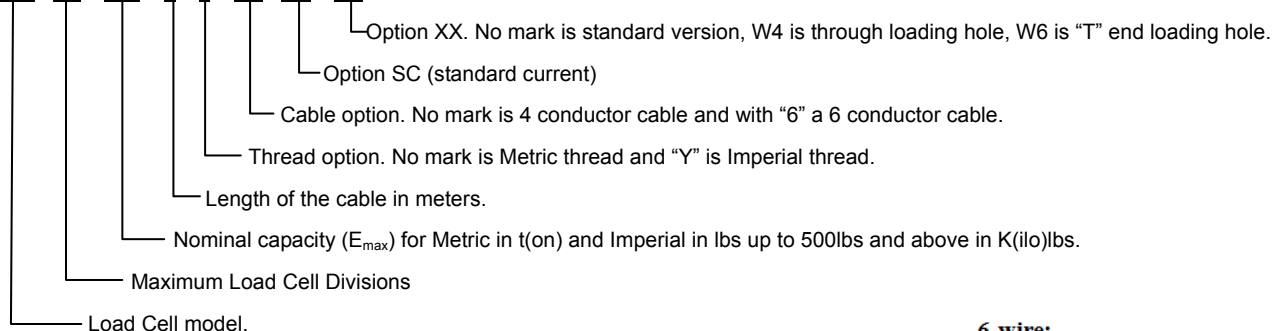 Option XX. No mark is standard version, W4 is through loading hole, W6 is “T” end loading hole.
Option SC (standard current)
Cable option. No mark is 4 conductor cable and with “6” a 6 conductor cable.
Thread option. No mark is Metric thread and “Y” is Imperial thread.
Length of the cable in meters.
Nominal capacity (Emax) for Metric in t(on) and Imperial in lbs up to 500lbs and above in K(ilo)lbs.
Maximum Load Cell Divisions
Load Cell model.
6 wire: